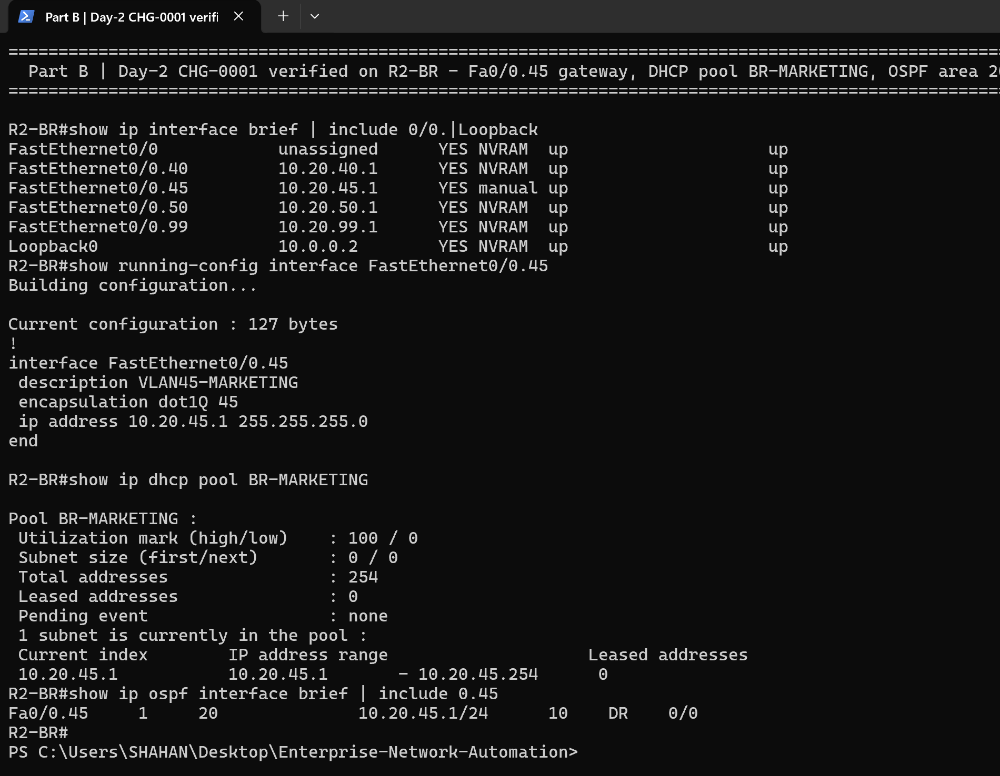 Part B | Day-2 CHG-0001 verifi
====================================================================================================
  Part B | Day-2 CHG-0001 verified on R2-BR - Fa0/0.45 gateway, DHCP pool BR-MARKETING, OSPF area 20
====================================================================================================
R2-BR#show ip interface brief | include 0/0.|Loopback
FastEthernet0/0            unassigned      YES NVRAM  up                    up
FastEthernet0/0.40         10.20.40.1      YES NVRAM  up                    up
FastEthernet0/0.45         10.20.45.1      YES manual up                    up
FastEthernet0/0.50         10.20.50.1      YES NVRAM  up                    up
FastEthernet0/0.99         10.20.99.1      YES NVRAM  up                    up
Loopback0                  10.0.0.2        YES NVRAM  up                    up
R2-BR#show running-config interface FastEthernet0/0.45
Building configuration...
Current configuration : 127 bytes
!
interface FastEthernet0/0.45
 description VLAN45-MARKETING
 encapsulation dot1Q 45
 ip address 10.20.45.1 255.255.255.0
end
R2-BR#show ip dhcp pool BR-MARKETING
Pool BR-MARKETING :
 Utilization mark (high/low)    : 100 / 0
 Subnet size (first/next)       : 0 / 0
 Total addresses                : 254
 Leased addresses               : 0
 Pending event                  : none
 1 subnet is currently in the pool :
 Current index        IP address range                    Leased addresses
 10.20.45.1           10.20.45.1       - 10.20.45.254      0
R2-BR#show ip ospf interface brief | include 0.45
Fa0/0.45     1     20              10.20.45.1/24      10    DR    0/0
R2-BR#
PS C:\Users\SHAHAN\Desktop\Enterprise-Network-Automation>